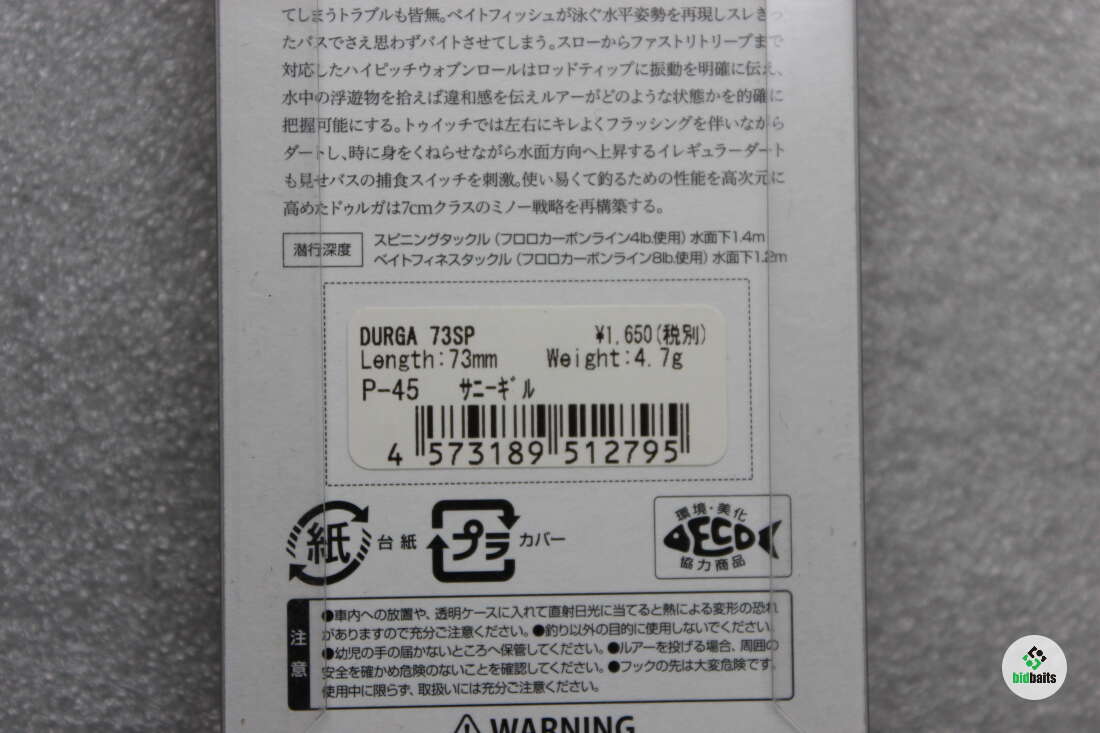 てしまうトラブルも皆無。ベイトフィッシュが泳ぐ水平姿勢を再現しスレきっ
たバスでさえ思わずバイトさせてしまう。スローからファストリトリーブまで
対応したハイピッチウォブンロールはロッドティップに振動を明確に伝え、
水中の浮遊物を拾えば違和感を伝えルアーがどのような状態かを的確に
把握可能にする。トゥイッチでは左右にキレよくフラッシングを伴いながら
ダートし、時に身をくねらせながら水面方向へ上昇するイレギュラーダート
も見せバスの捕食スイッチを刺激。使い易くて釣るための性能を高次元に
高めたドゥルガは7cmクラスのミノー戦略を再構築する。
潜行深度
スピニングタックル（フロロカーボンライン4lb.使用）水面下1.4m
ベイトフィネスタックル（フロロカーボンライン8lb.使用）水面下1.2m
DURGA 73SP ¥1,650(税別)
Length:73mm Weight:4.7g
P-45 ｻﾆｰｷﾞﾙ
4 573189 512795
紙 台紙 プラ カバー
環境・美化
ECO
協力商品
注意
●車内への放置や、透明ケースに入れて直射日光に当てると熱による変形の恐れ
がありますので充分ご注意ください。●釣り以外の目的に使用しないでください。
●幼児の手の届かないところへ保管してください。●ルアーを投げる場合、周囲の
安全を確かめ危険のないことを確認してください。●フックの先は大変危険です。
使用中に限らず、取扱いには充分ご注意ください。
WARNING
bidbaits